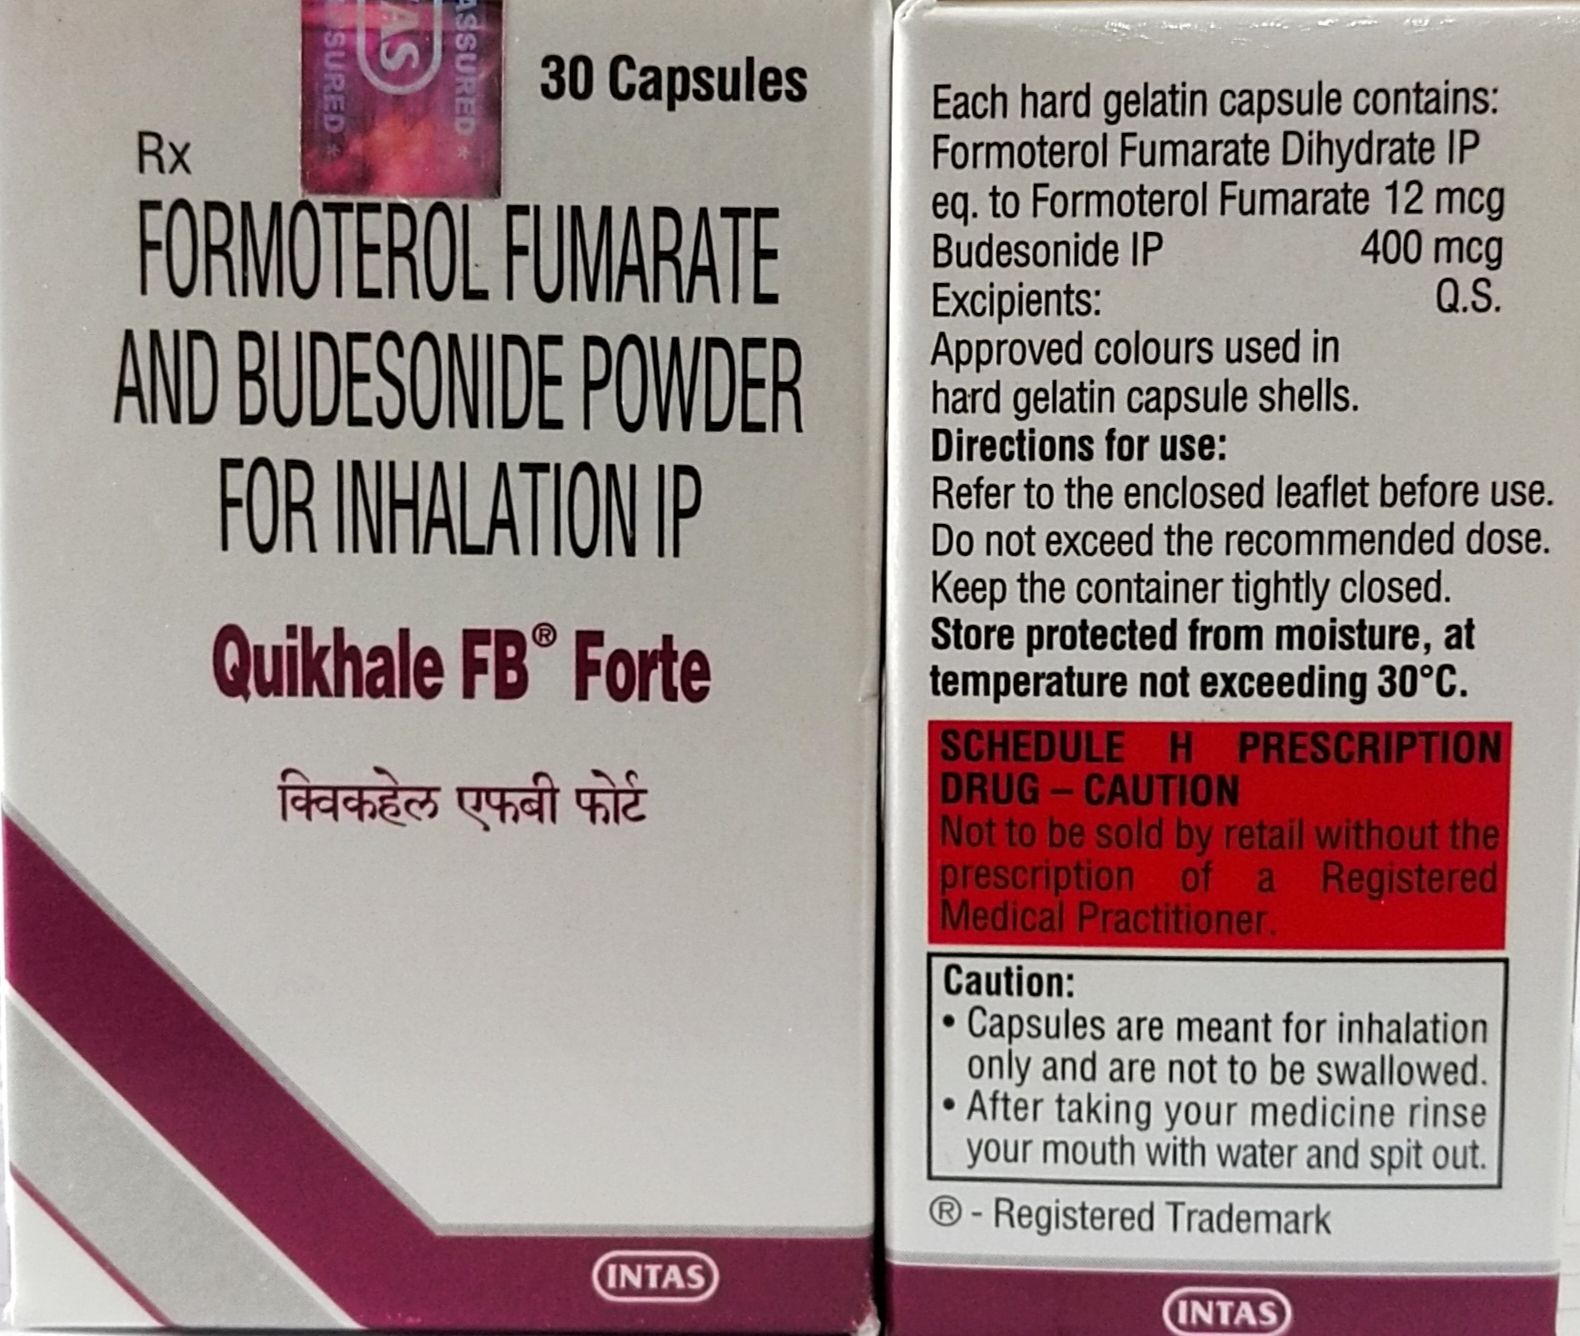 ASSURED *
INTAS
ASSURED *
30 Capsules
Rx
FORMOTEROL FUMARATE
AND BUDESONIDE POWDER
FOR INHALATION IP
Quikhale FB® Forte
क्विकहेल एफबी फोर्ट
INTAS
Each hard gelatin capsule contains:
Formoterol Fumarate Dihydrate IP
eq. to Formoterol Fumarate 12 mcg
Budesonide IP 400 mcg
Excipients: Q.S.
Approved colours used in
hard gelatin capsule shells.
Directions for use:
Refer to the enclosed leaflet before use.
Do not exceed the recommended dose.
Keep the container tightly closed.
Store protected from moisture, at
temperature not exceeding 30°C.
SCHEDULE H PRESCRIPTION
DRUG – CAUTION
Not to be sold by retail without the
prescription of a Registered
Medical Practitioner.
Caution:
• Capsules are meant for inhalation
only and are not to be swallowed.
• After taking your medicine rinse
your mouth with water and spit out.
® - Registered Trademark
INTAS